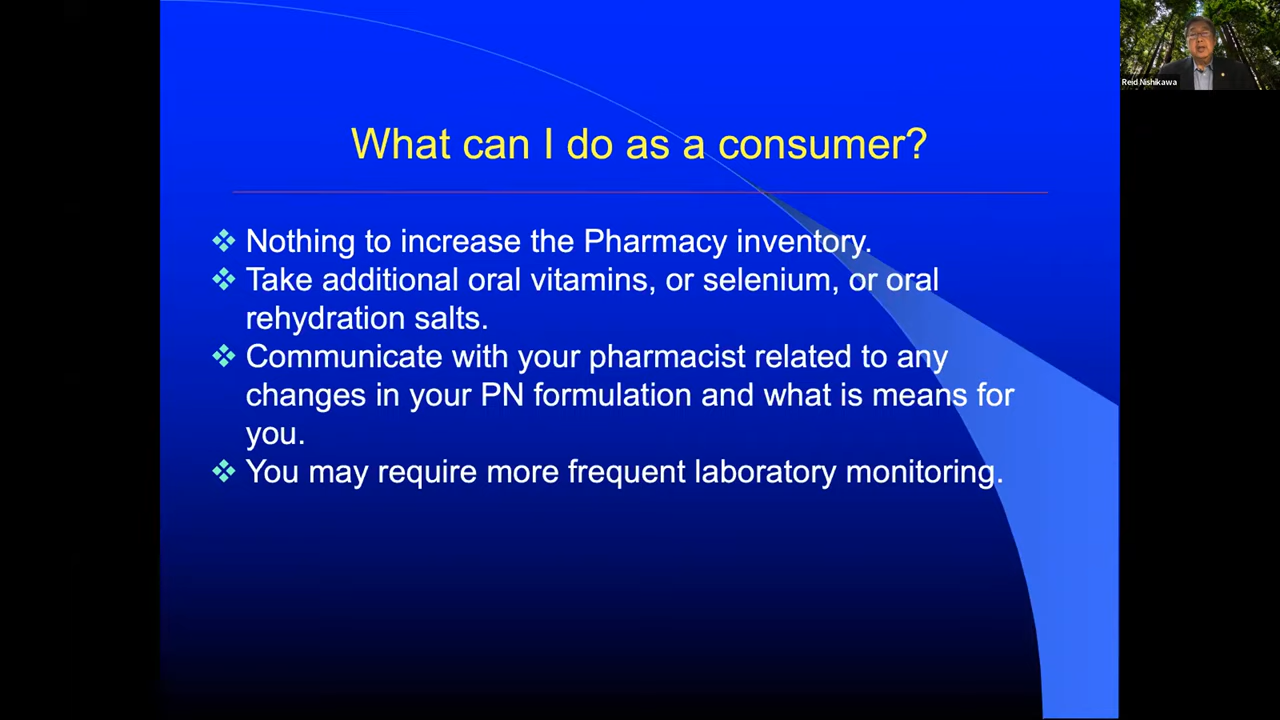 What can I do as a consumer?
Nothing to increase the Pharmacy inventory.
Take additional oral vitamins, or selenium, or oral
rehydration salts.
Communicate with your pharmacist related to any
changes in your PN formulation and what is means for
you.
You may require more frequent laboratory monitoring.
Reid Nishikawa